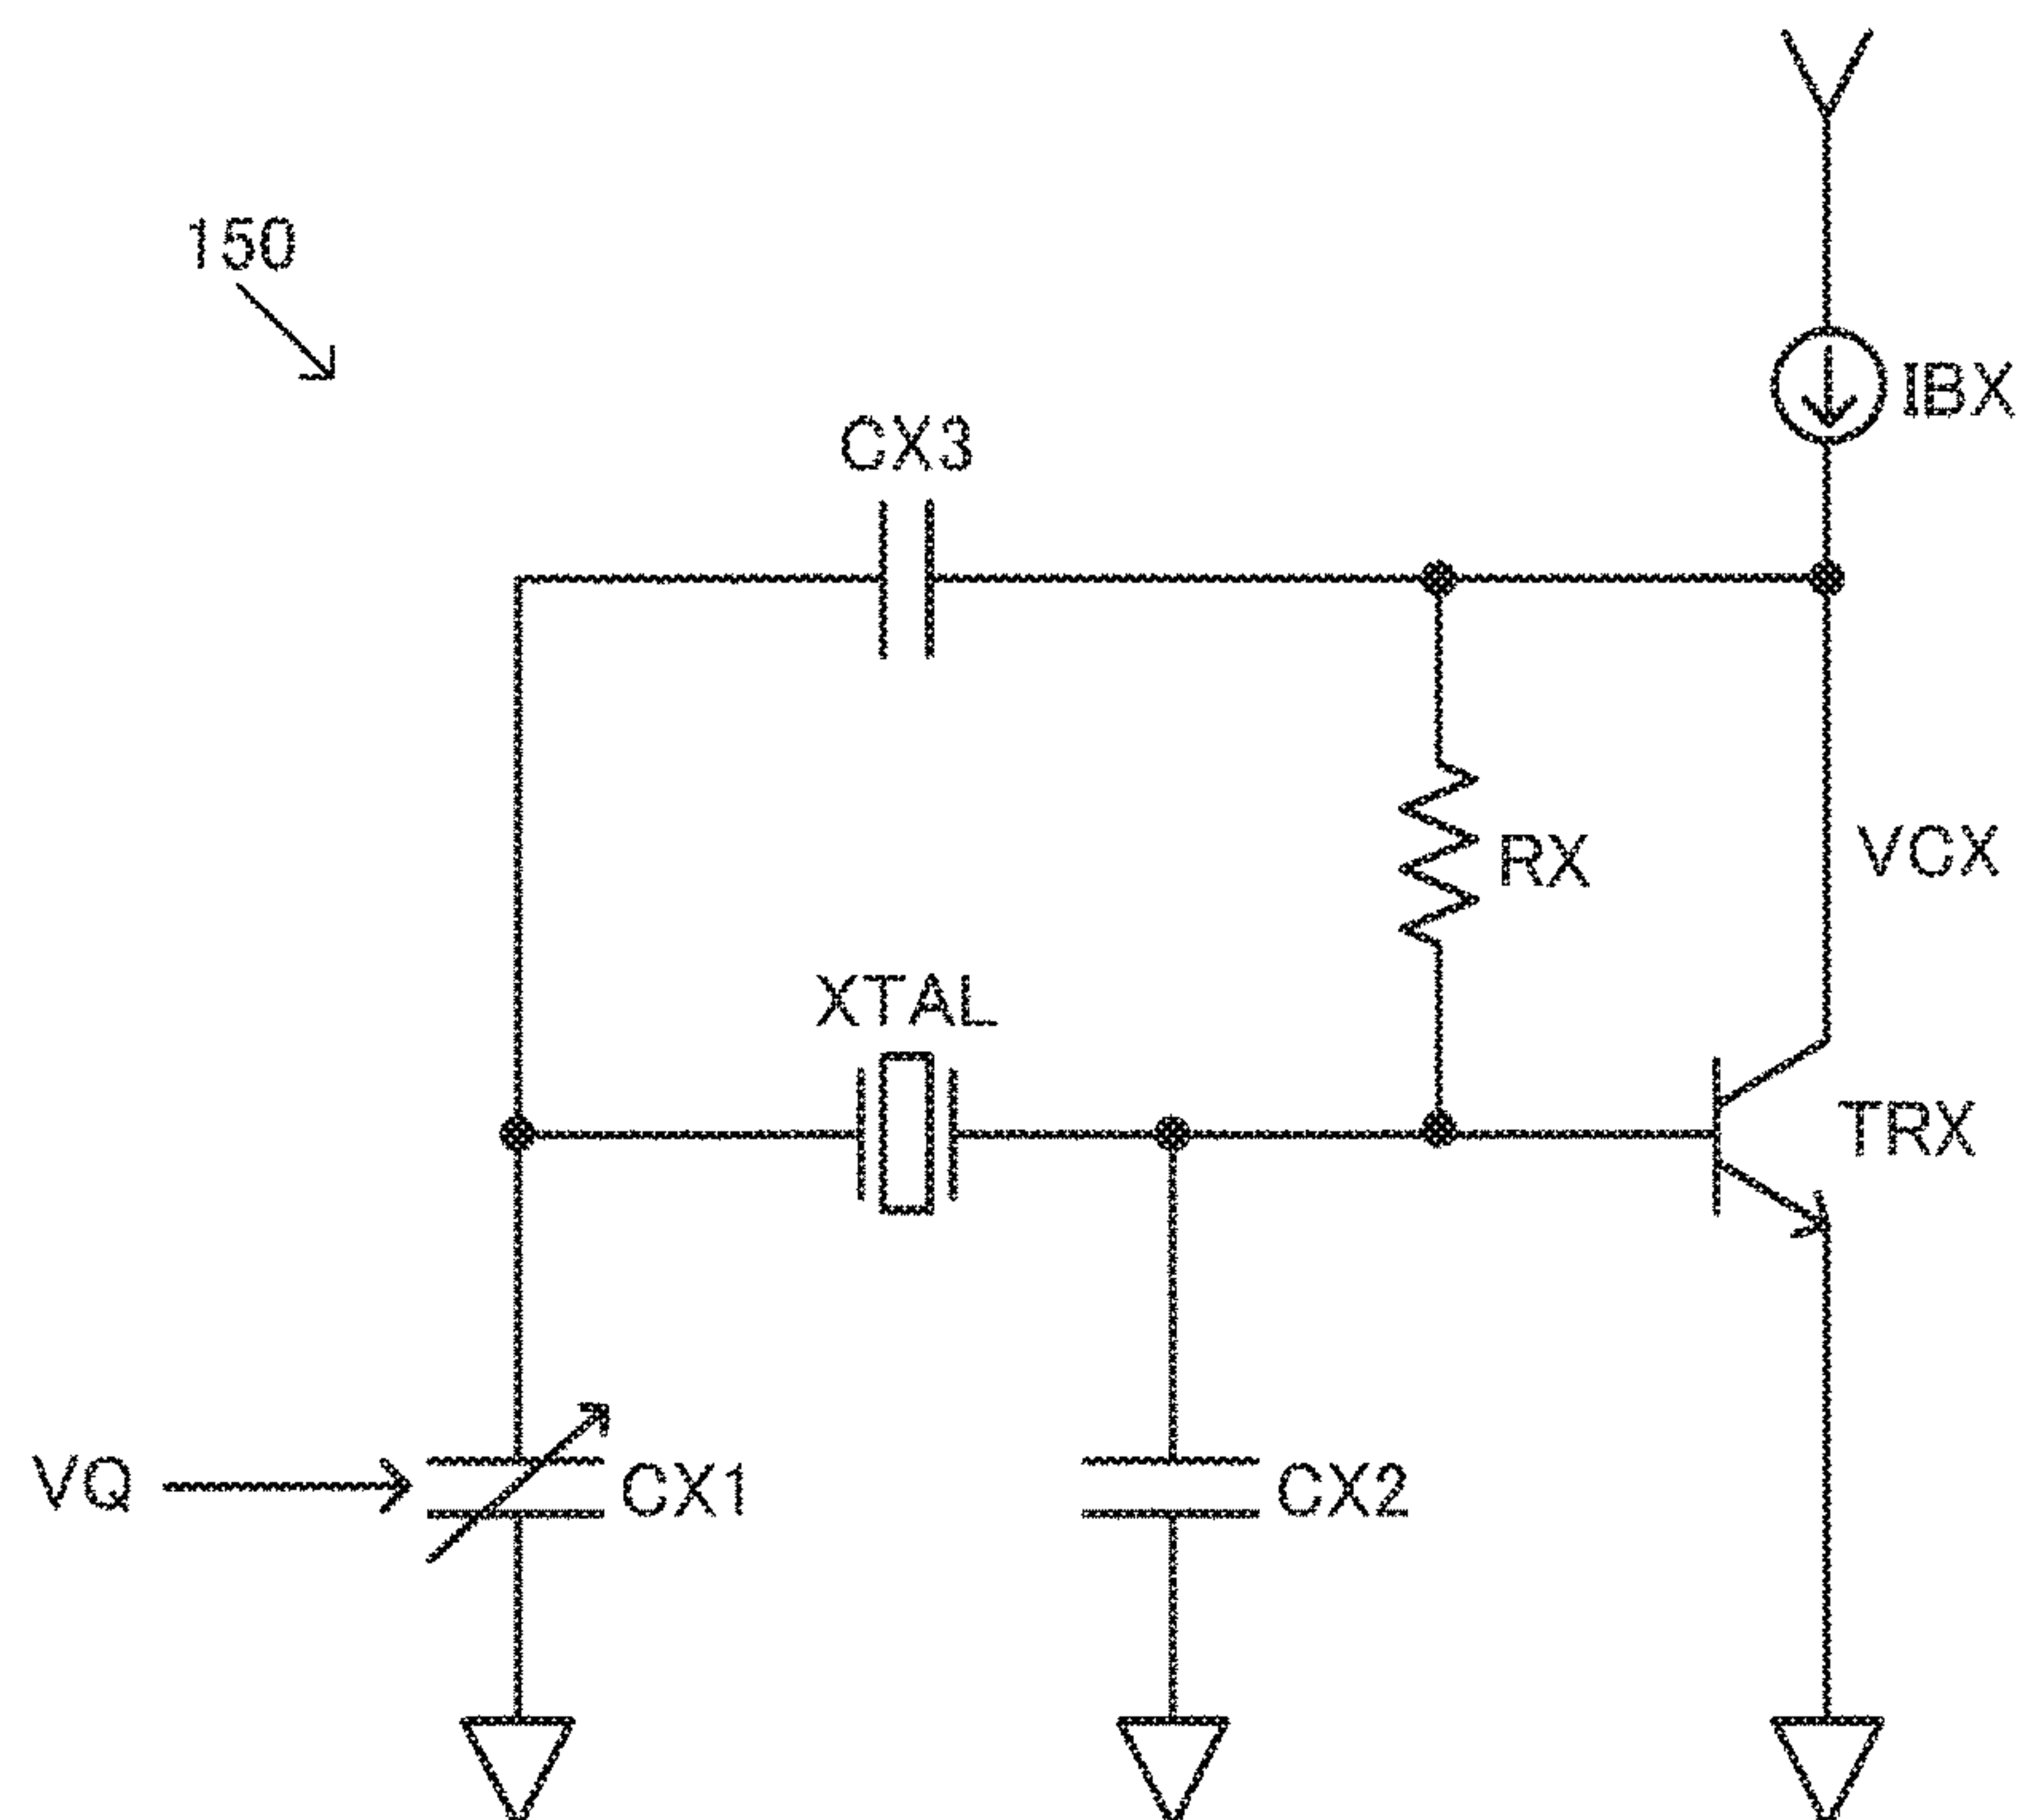 150
IBX
CX3
RX
VCX
XTAL
TRX
VQ
CX1
CX2